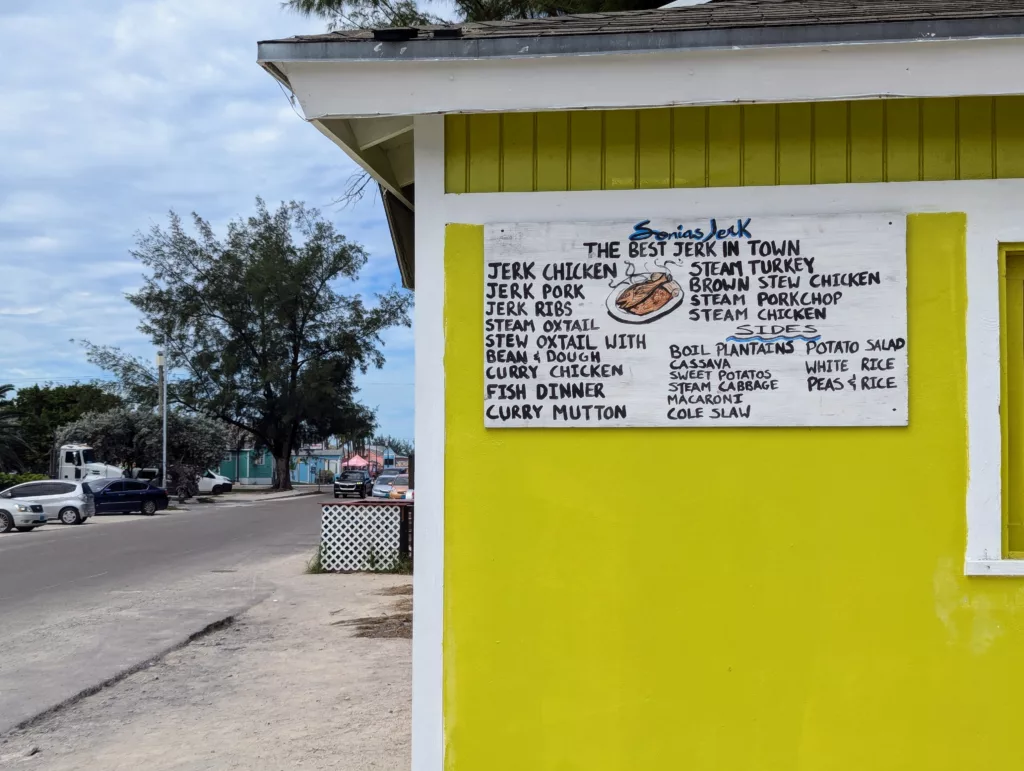 Sonias Jerk
THE BEST JERK IN TOWN
JERK CHICKEN
JERK PORK
JERK RIBS
STEAM OXTAIL
STEW OXTAIL WITH
BEAN & DOUGH
CURRY CHICKEN
FISH DINNER
CURRY MUTTON
STEAM TURKEY
BROWN STEW CHICKEN
STEAM PORKCHOP
STEAM CHICKEN
SIDES
BOIL PLANTAINS
CASSAVA
SWEET POTATOS
STEAM CABBAGE
MACARONI
COLE SLAW
POTATO SALAD
WHITE RICE
PEAS & RICE